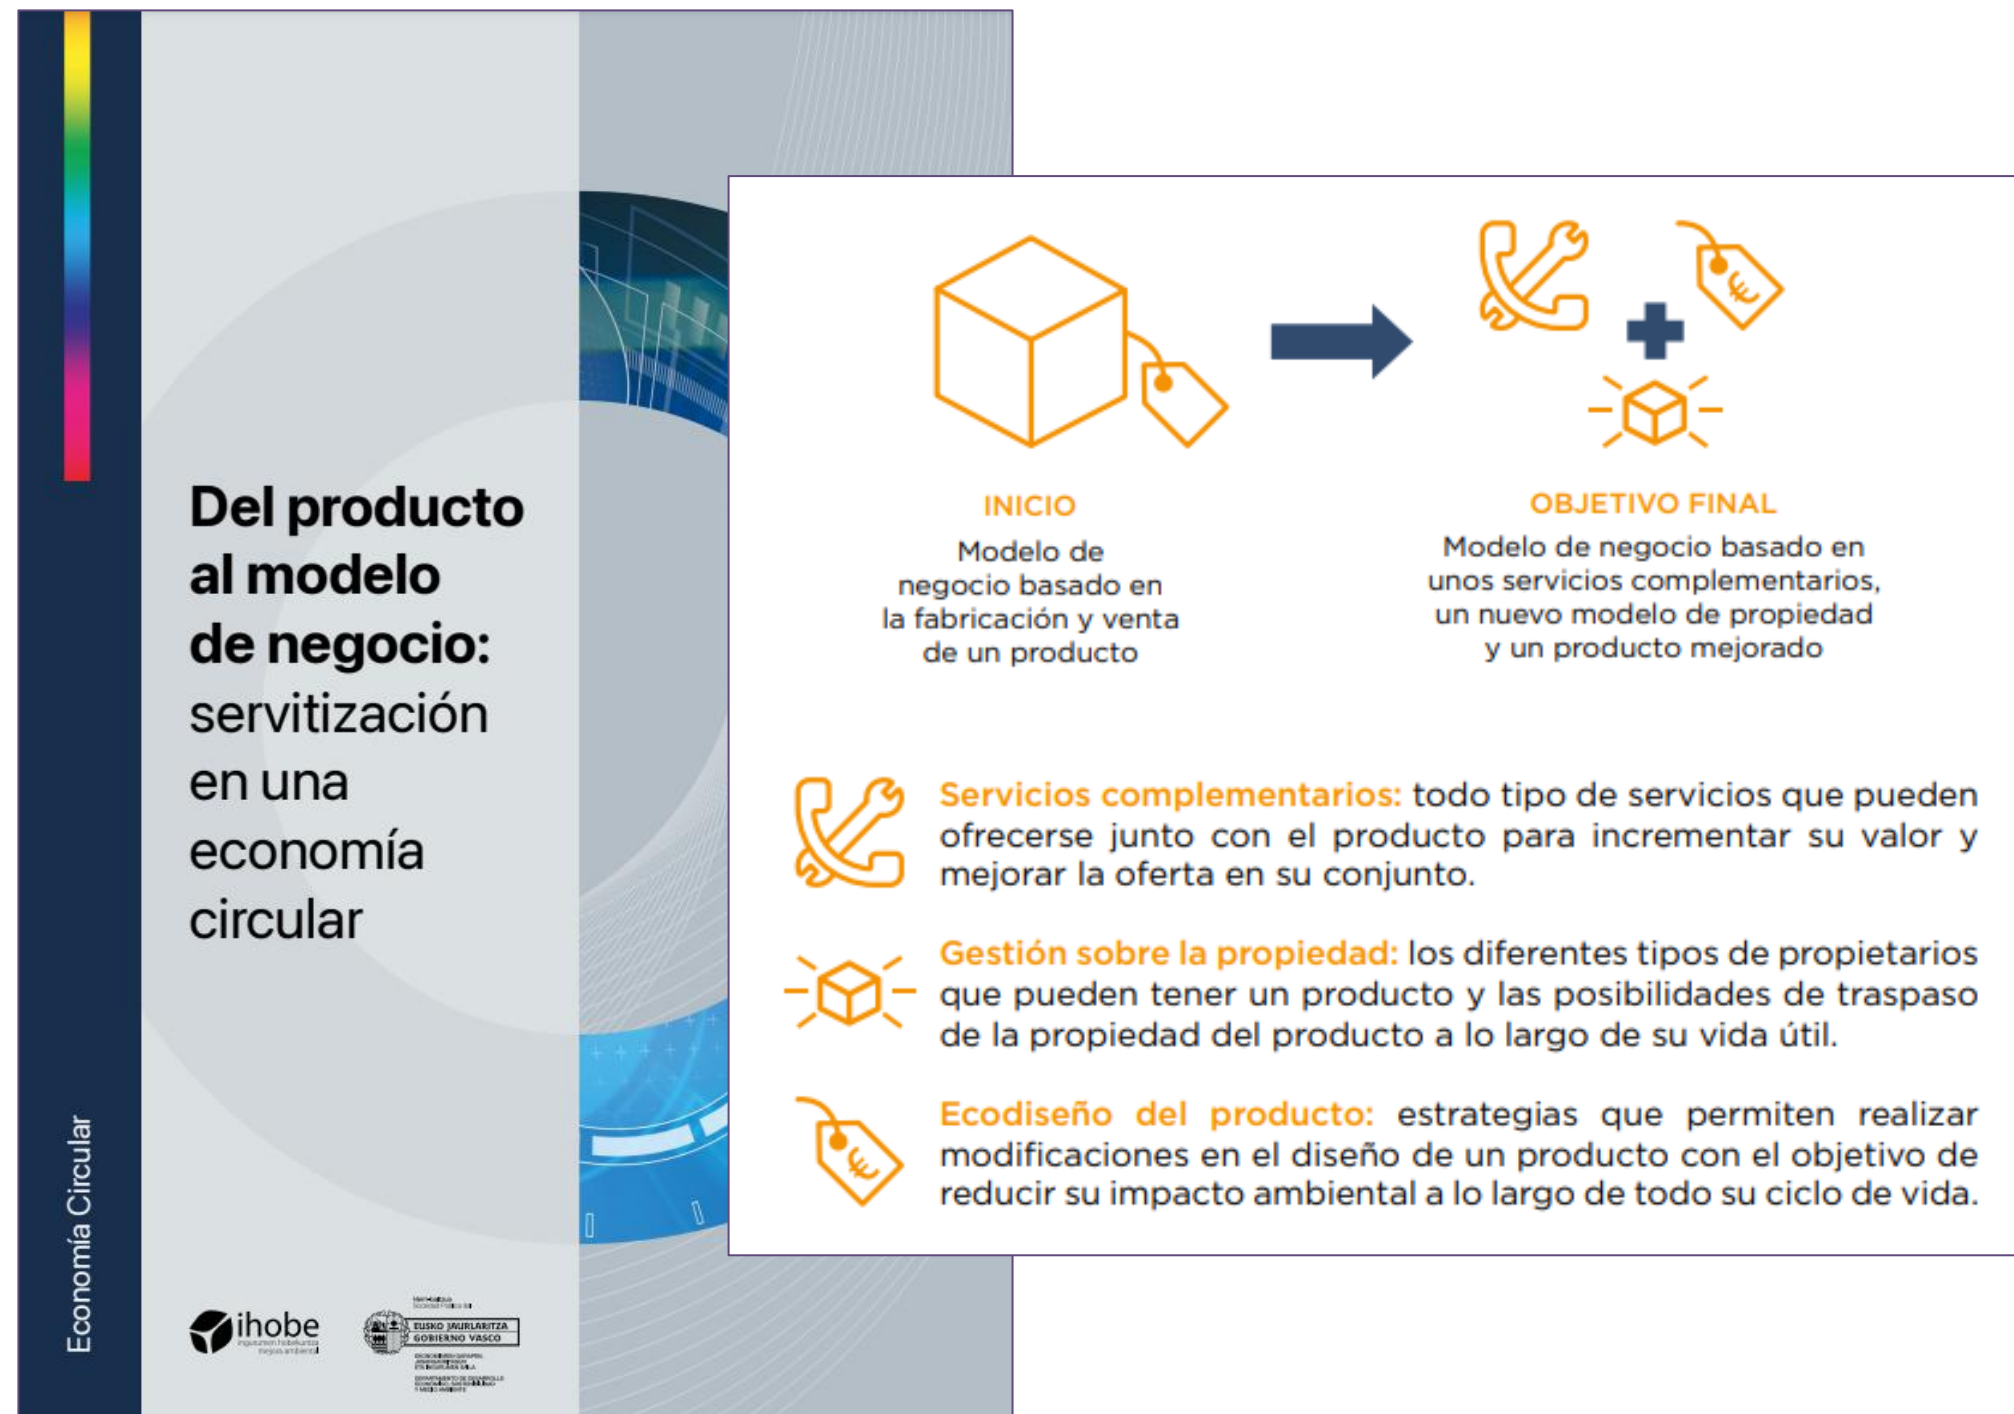 Del producto
al modelo
de negocio:
servitización
en una
economía
circular
Economía Circular
ihobe
ingurumen hobekuntza
mejora ambiental
EUSKO JAURLARITZA
GOBIERNO VASCO
INICIO
Modelo de
negocio basado en
la fabricación y venta
de un producto
OBJETIVO FINAL
Modelo de negocio basado en
unos servicios complementarios,
un nuevo modelo de propiedad
y un producto mejorado
Servicios complementarios: todo tipo de servicios que pueden
ofrecerse junto con el producto para incrementar su valor y
mejorar la oferta en su conjunto.
Gestión sobre la propiedad: los diferentes tipos de propietarios
que pueden tener un producto y las posibilidades de traspaso
de la propiedad del producto a lo largo de su vida útil.
Ecodiseño del producto: estrategias que permiten realizar
modificaciones en el diseño de un producto con el objetivo de
reducir su impacto ambiental a lo largo de todo su ciclo de vida.